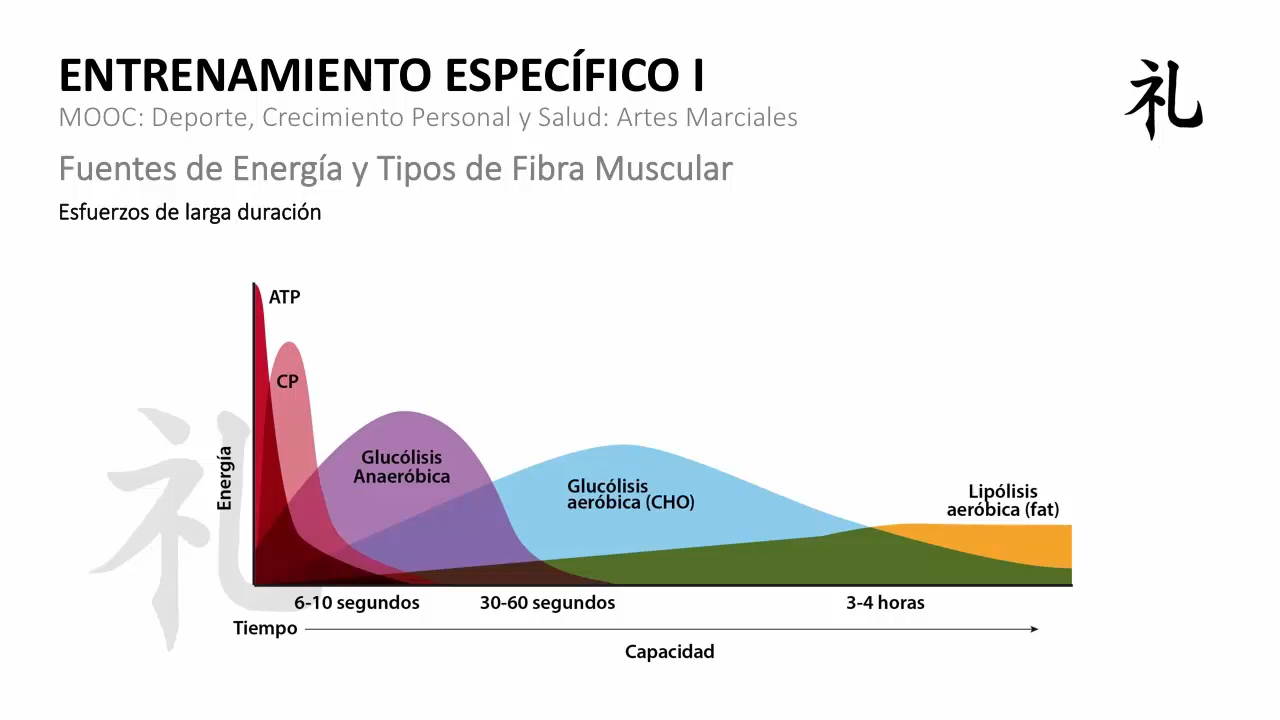 ENTRENAMIENTO ESPECÍFICO I
MOOC: Deporte, Crecimiento Personal y Salud: Artes Marciales
礼
Fuentes de Energía y Tipos de Fibra Muscular
Esfuerzos de larga duración
ATP
CP
Glucólisis
Anaeróbica
Glucólisis
aeróbica (CHO)
Lipólisis
aeróbica (fat)
Energía
礼
6-10 segundos
30-60 segundos
3-4 horas
Tiempo
Capacidad